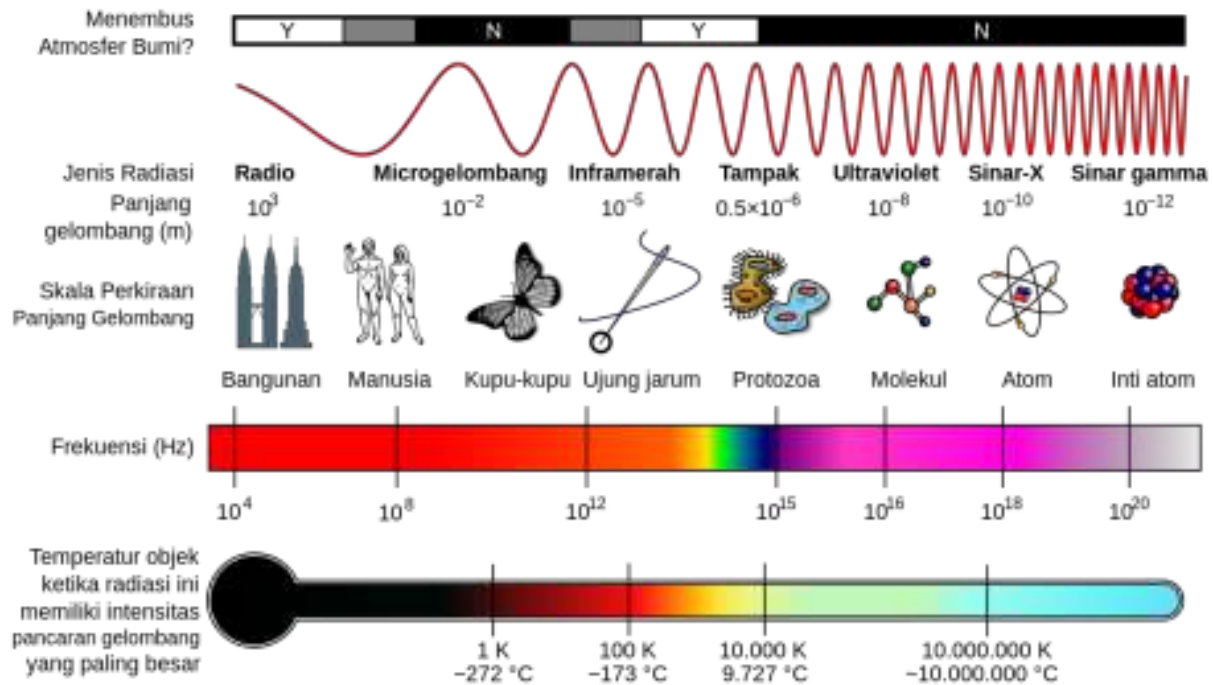 Menembus
Atmosfer Bumi?
Y N Y N
Jenis Radiasi
Radio Microgelombang Inframerah Tampak Ultraviolet Sinar-X Sinar gamma
Panjang
gelombang (m)
10³ 10⁻² 10⁻⁵ 0.5×10⁻⁶ 10⁻⁸ 10⁻¹⁰ 10⁻¹²
Skala Perkiraan
Panjang Gelombang
Bangunan Manusia Kupu-kupu Ujung jarum Protozoa Molekul Atom Inti atom
Frekuensi (Hz)
10⁴ 10⁸ 10¹² 10¹⁵ 10¹⁶ 10¹⁸ 10²⁰
Temperatur objek
ketika radiasi ini
memiliki intensitas
pancaran gelombang
yang paling besar
1 K 100 K 10.000 K 10.000.000 K
−272 °C −173 °C 9.727 °C ~10.000.000 °C